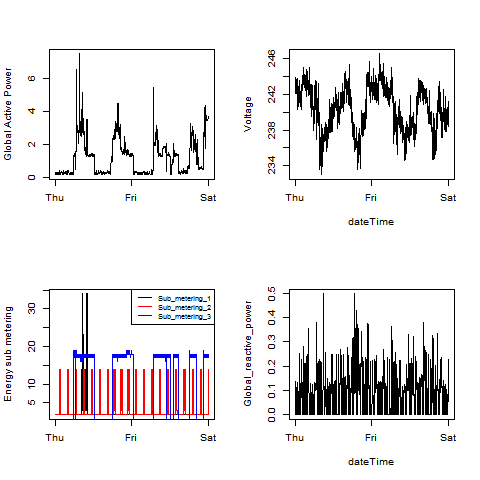 Global Active Power
0 2 4 6
Thu Fri Sat
Voltage
234 238 242 246
Thu Fri Sat
dateTime
Energy sub metering
5 10 20 30
Sub_metering_1
Sub_metering_2
Sub_metering_3
Thu Fri Sat
Global_reactive_power
0.0 0.1 0.2 0.3 0.4 0.5
Thu Fri Sat
dateTime